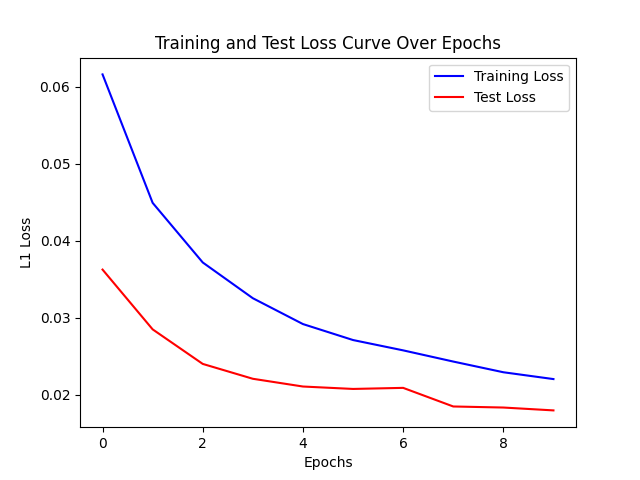 Training and Test Loss Curve Over Epochs
Training Loss
Test Loss
0.06
0.05
0.04
0.03
0.02
L1 Loss
0 2 4 6 8
Epochs